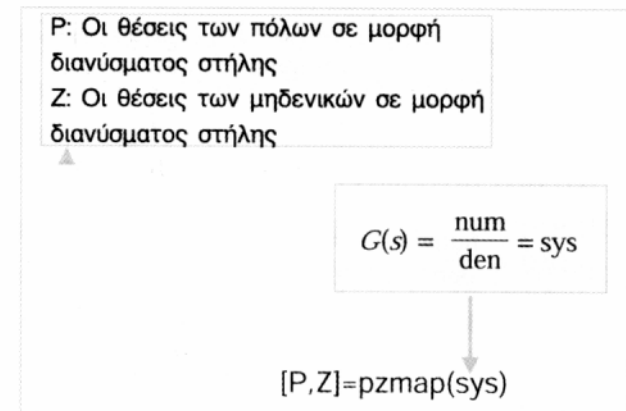 P: Οι θέσεις των πόλων σε μορφή
διανύσματος στήλης
Z: Οι θέσεις των μηδενικών σε μορφή
διανύσματος στήλης
G(s) = num/den = sys
[P,Z]=pzmap(sys)